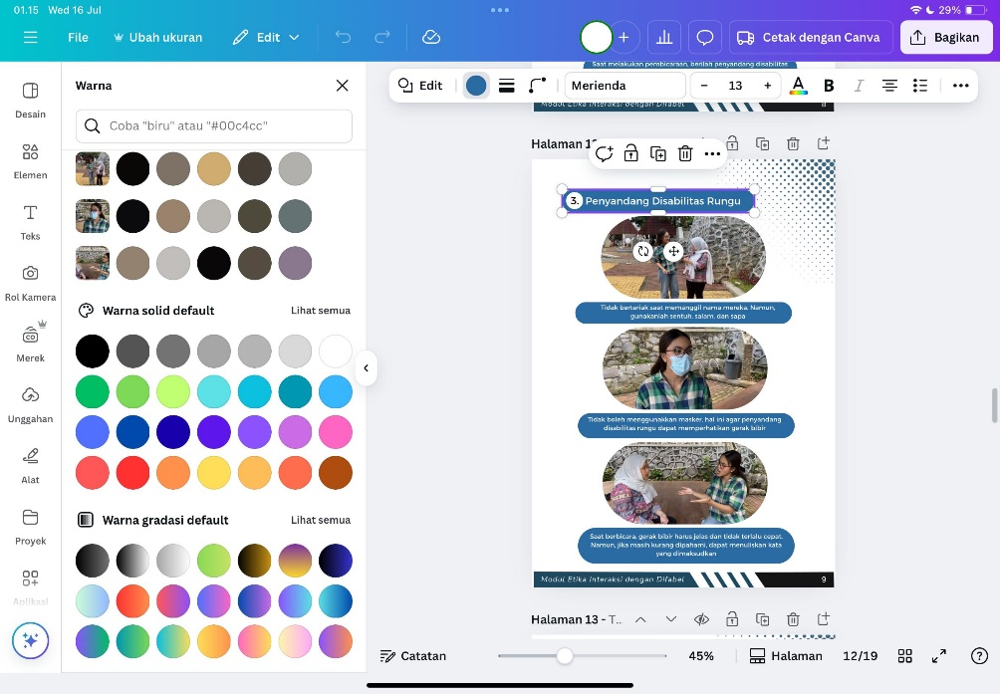 01.15 Wed 16 Jul
29%
File
Ubah ukuran
Edit
Cetak dengan Canva
Bagikan
Desain
Elemen
Teks
Rol Kamera
Merek
Unggahan
Alat
Proyek
Aplikasi
Warna
Coba "biru" atau "#00c4cc"
Warna solid default
Lihat semua
Warna gradasi default
Lihat semua
Saat melakukan pembicaraan, berilah penyandang disabilitas
Edit
Merienda
– 13 +
A B I
Modul Etika Interaksi dengan Difabel 8
Halaman 1
3. Penyandang Disabilitas Rungu
Tidak berteriak saat memanggil nama mereka. Namun,
gunakanlah sentuh, salam, dan sapa
Tidak boleh menggunakkan masker, hal ini agar penyandang
disabilitas rungu dapat memperhatikan gerak bibir
Saat berbicara, gerak bibir harus jelas dan tidak terlalu cepat.
Namun, jika masih kurang dipahami, dapat menuliskan kata
yang dimaksudkan
Modul Etika Interaksi dengan Difabel 9
Halaman 13 - T...
Catatan
45%
Halaman
12/19